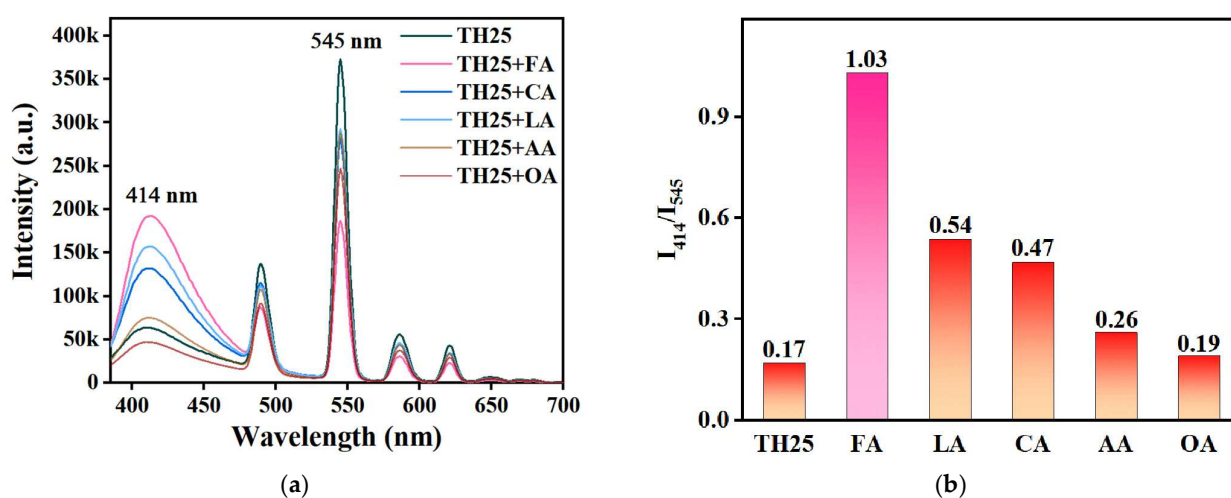 400k
350k
300k
250k
200k
150k
100k
50k
0
Intensity (a.u.)
414 nm
545 nm
TH25
TH25+FA
TH25+CA
TH25+LA
TH25+AA
TH25+OA
400 450 500 550 600 650 700
Wavelength (nm)
(a)
0.9
0.6
0.3
0.0
I414/I545
0.17
1.03
0.54
0.47
0.26
0.19
TH25 FA LA CA AA OA
(b)